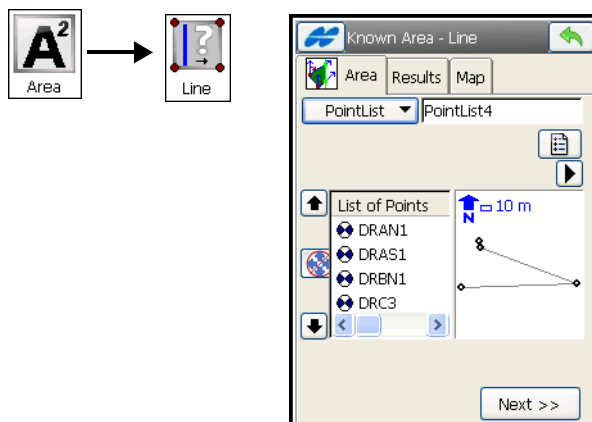 A²
Area
?
Line
Known Area - Line
Area
Results
Map
PointList
PointList4
List of Points
DRAN1
DRAS1
DRBN1
DRC3
10 m
N
Next >>